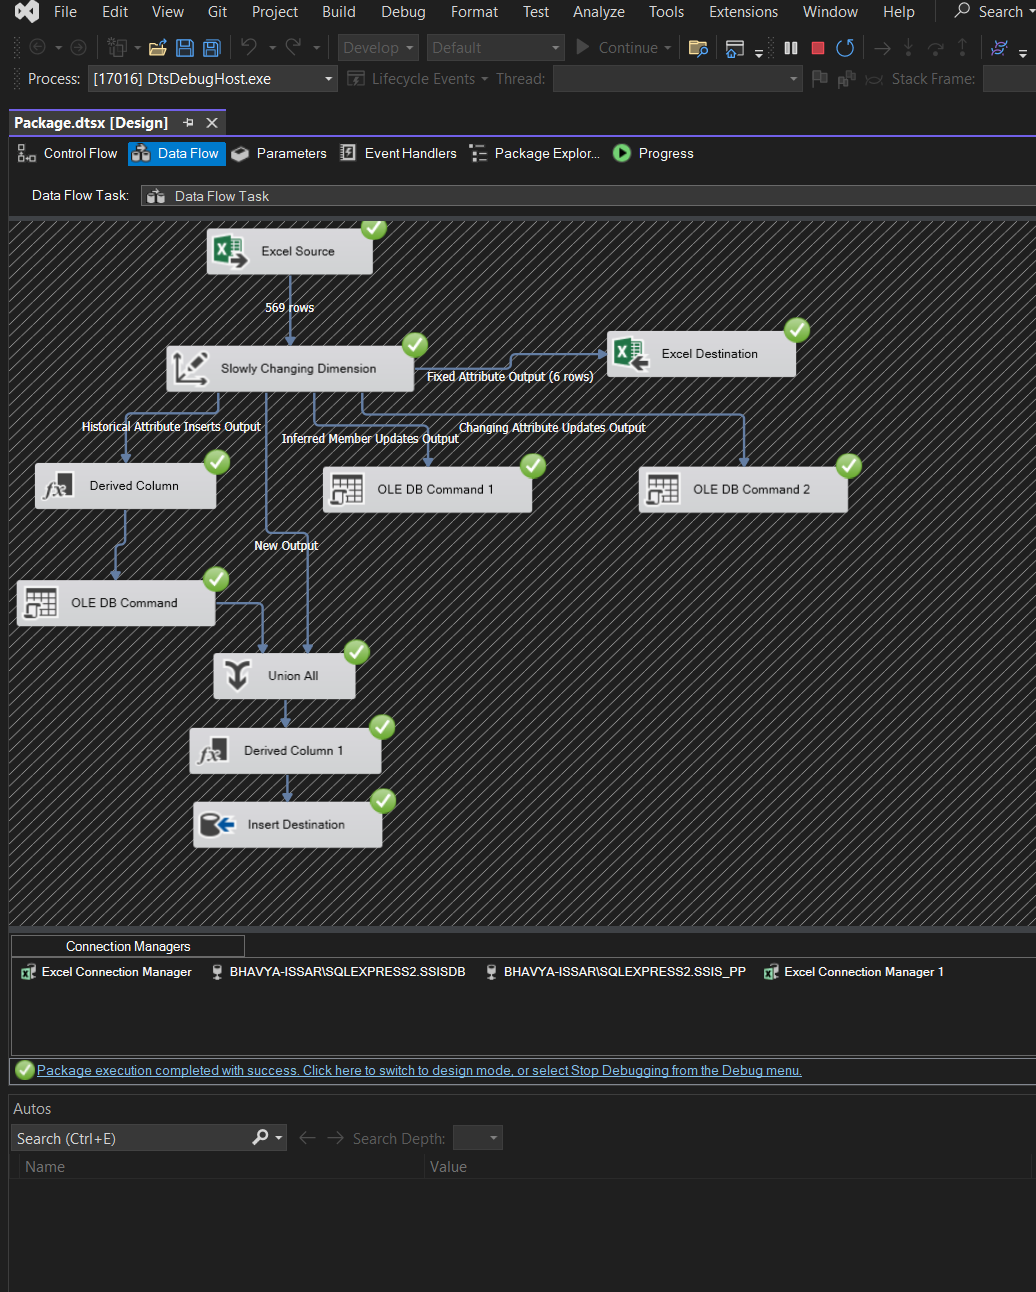 File Edit View Git Project Build Debug Format Test Analyze Tools Extensions Window Help Search
Develop Default Continue
Process: [17016] DtsDebugHost.exe Lifecycle Events Thread: Stack Frame:
Package.dtsx [Design]
Control Flow Data Flow Parameters Event Handlers Package Explor... Progress
Data Flow Task: Data Flow Task
Excel Source
569 rows
Excel Destination
Slowly Changing Dimension
Fixed Attribute Output (6 rows)
Historical Attribute Inserts Output
Changing Attribute Updates Output
Inferred Member Updates Output
Derived Column
OLE DB Command 1
OLE DB Command 2
New Output
OLE DB Command
Union All
Derived Column 1
Insert Destination
Connection Managers
Excel Connection Manager BHAVYA-ISSAR\SQLEXPRESS2.SSISDB BHAVYA-ISSAR\SQLEXPRESS2.SSIS_PP Excel Connection Manager 1
Package execution completed with success. Click here to switch to design mode, or select Stop Debugging from the Debug menu.
Autos
Search (Ctrl+E) Search Depth:
Name Value